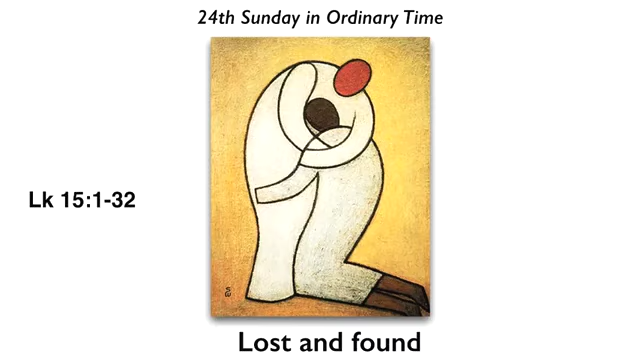 24th Sunday in Ordinary Time
Lk 15:1-32
Lost and found